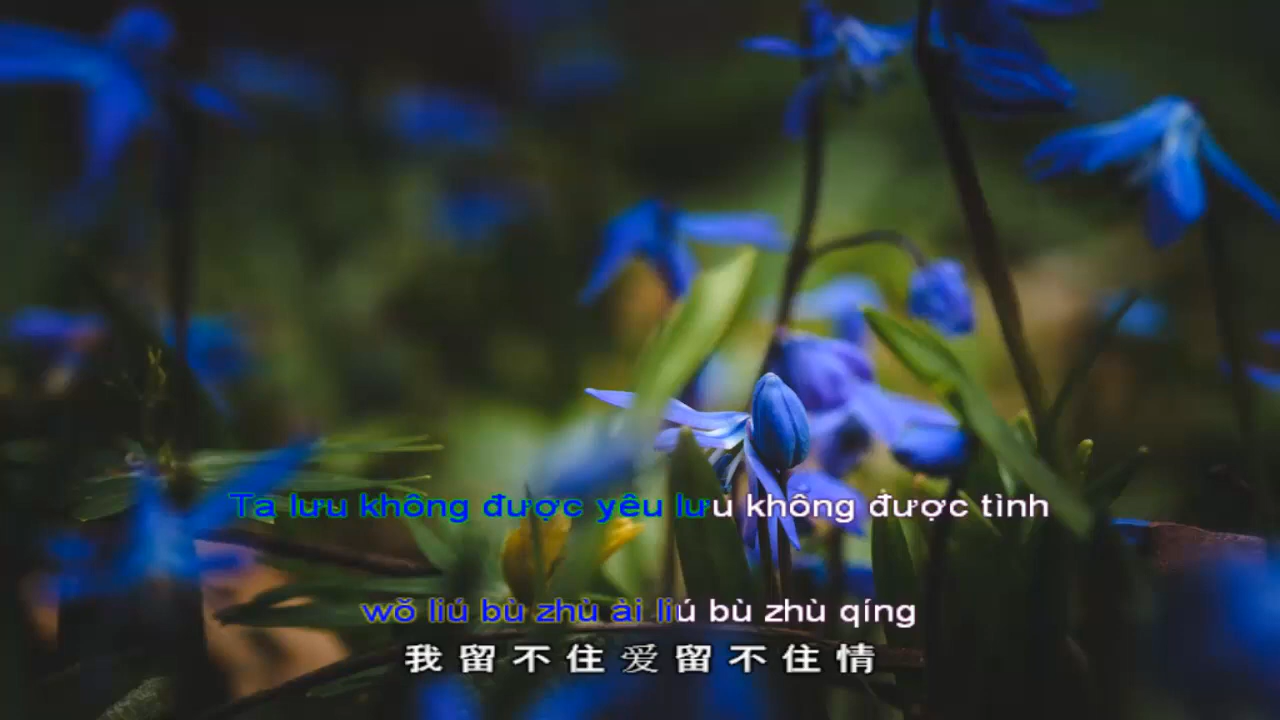 Ta lưu không được yêu lưu không được tình
wǒ liú bù zhù ài liú bù zhù qíng
我留不住爱留不住情